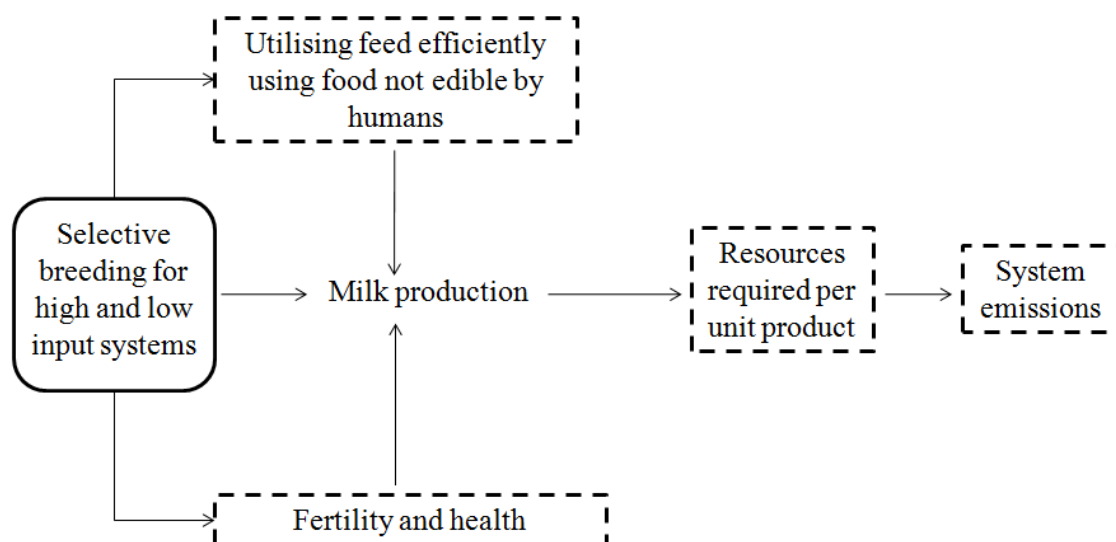 Utilising feed efficiently
using food not edible by
humans
Selective
breeding for
high and low
input systems
Milk production
Resources
required per
unit product
System
emissions
Fertility and health